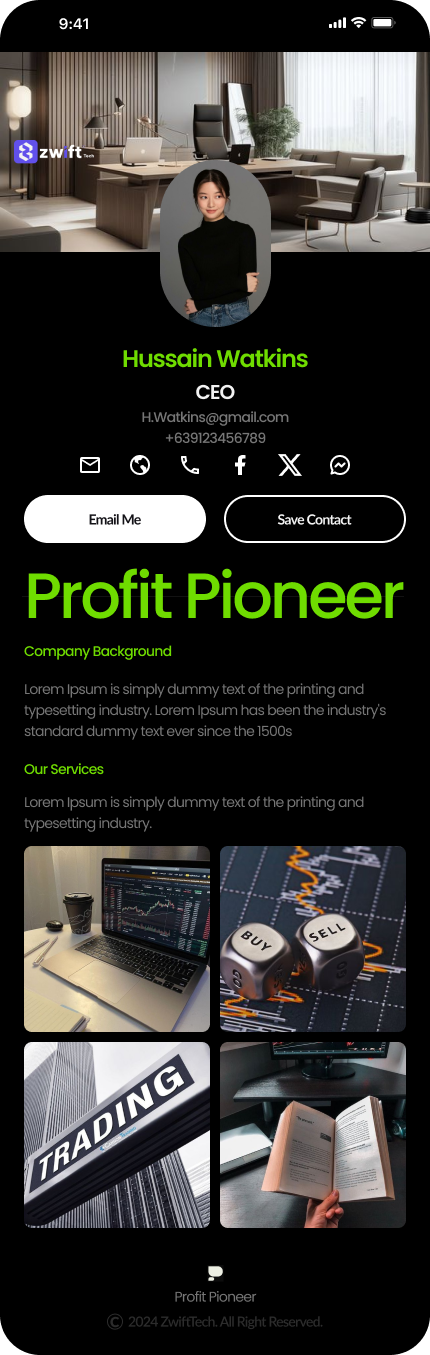 9:41
zwift Tech
Hussain Watkins
CEO
H.Watkins@gmail.com
+639123456789
Email Me
Save Contact
Profit Pioneer
Company Background
Lorem Ipsum is simply dummy text of the printing and
typesetting industry. Lorem Ipsum has been the industry's
standard dummy text ever since the 1500s
Our Services
Lorem Ipsum is simply dummy text of the printing and
typesetting industry.
BUY
SELL
TRADING
Profit Pioneer
© 2024 ZwiftTech. All Right Reserved.